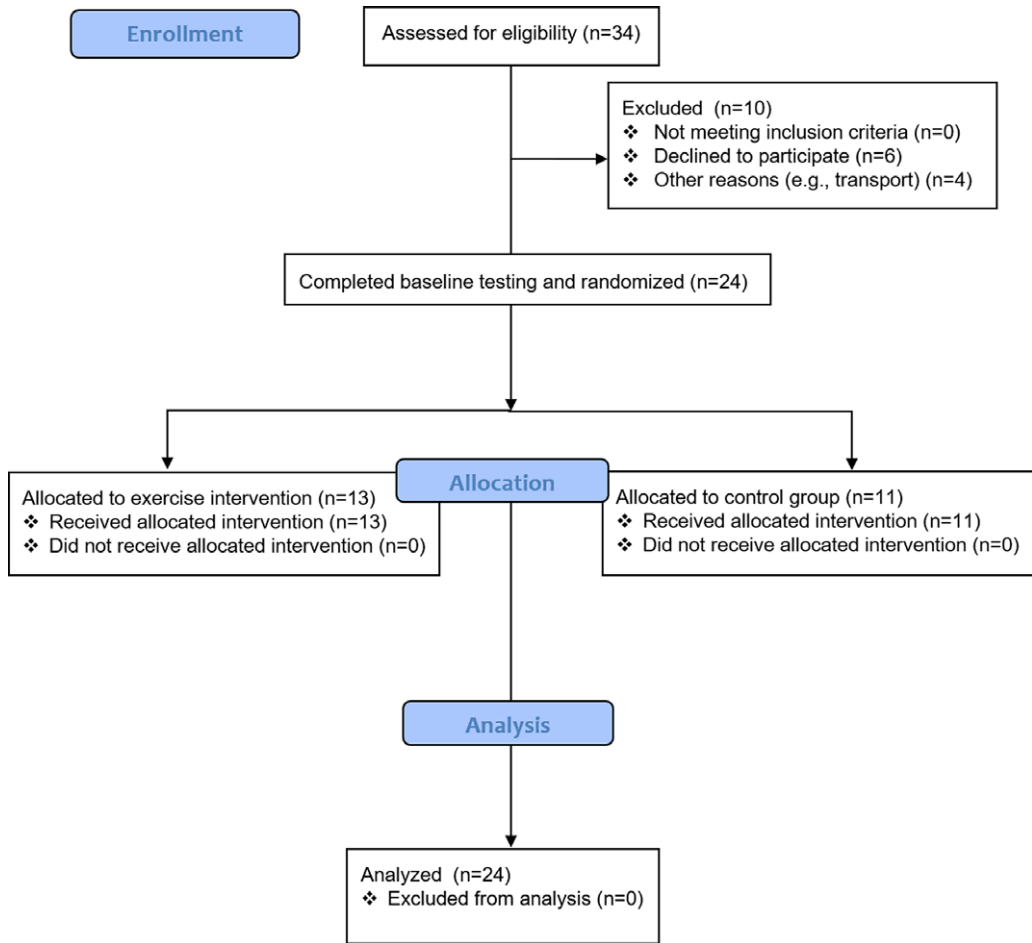 Enrollment
Assessed for eligibility (n=34)
Excluded (n=10)
❖ Not meeting inclusion criteria (n=0)
❖ Declined to participate (n=6)
❖ Other reasons (e.g., transport) (n=4)
Completed baseline testing and randomized (n=24)
Allocation
Allocated to exercise intervention (n=13)
❖ Received allocated intervention (n=13)
❖ Did not receive allocated intervention (n=0)
Allocated to control group (n=11)
❖ Received allocated intervention (n=11)
❖ Did not receive allocated intervention (n=0)
Analysis
Analyzed (n=24)
❖ Excluded from analysis (n=0)